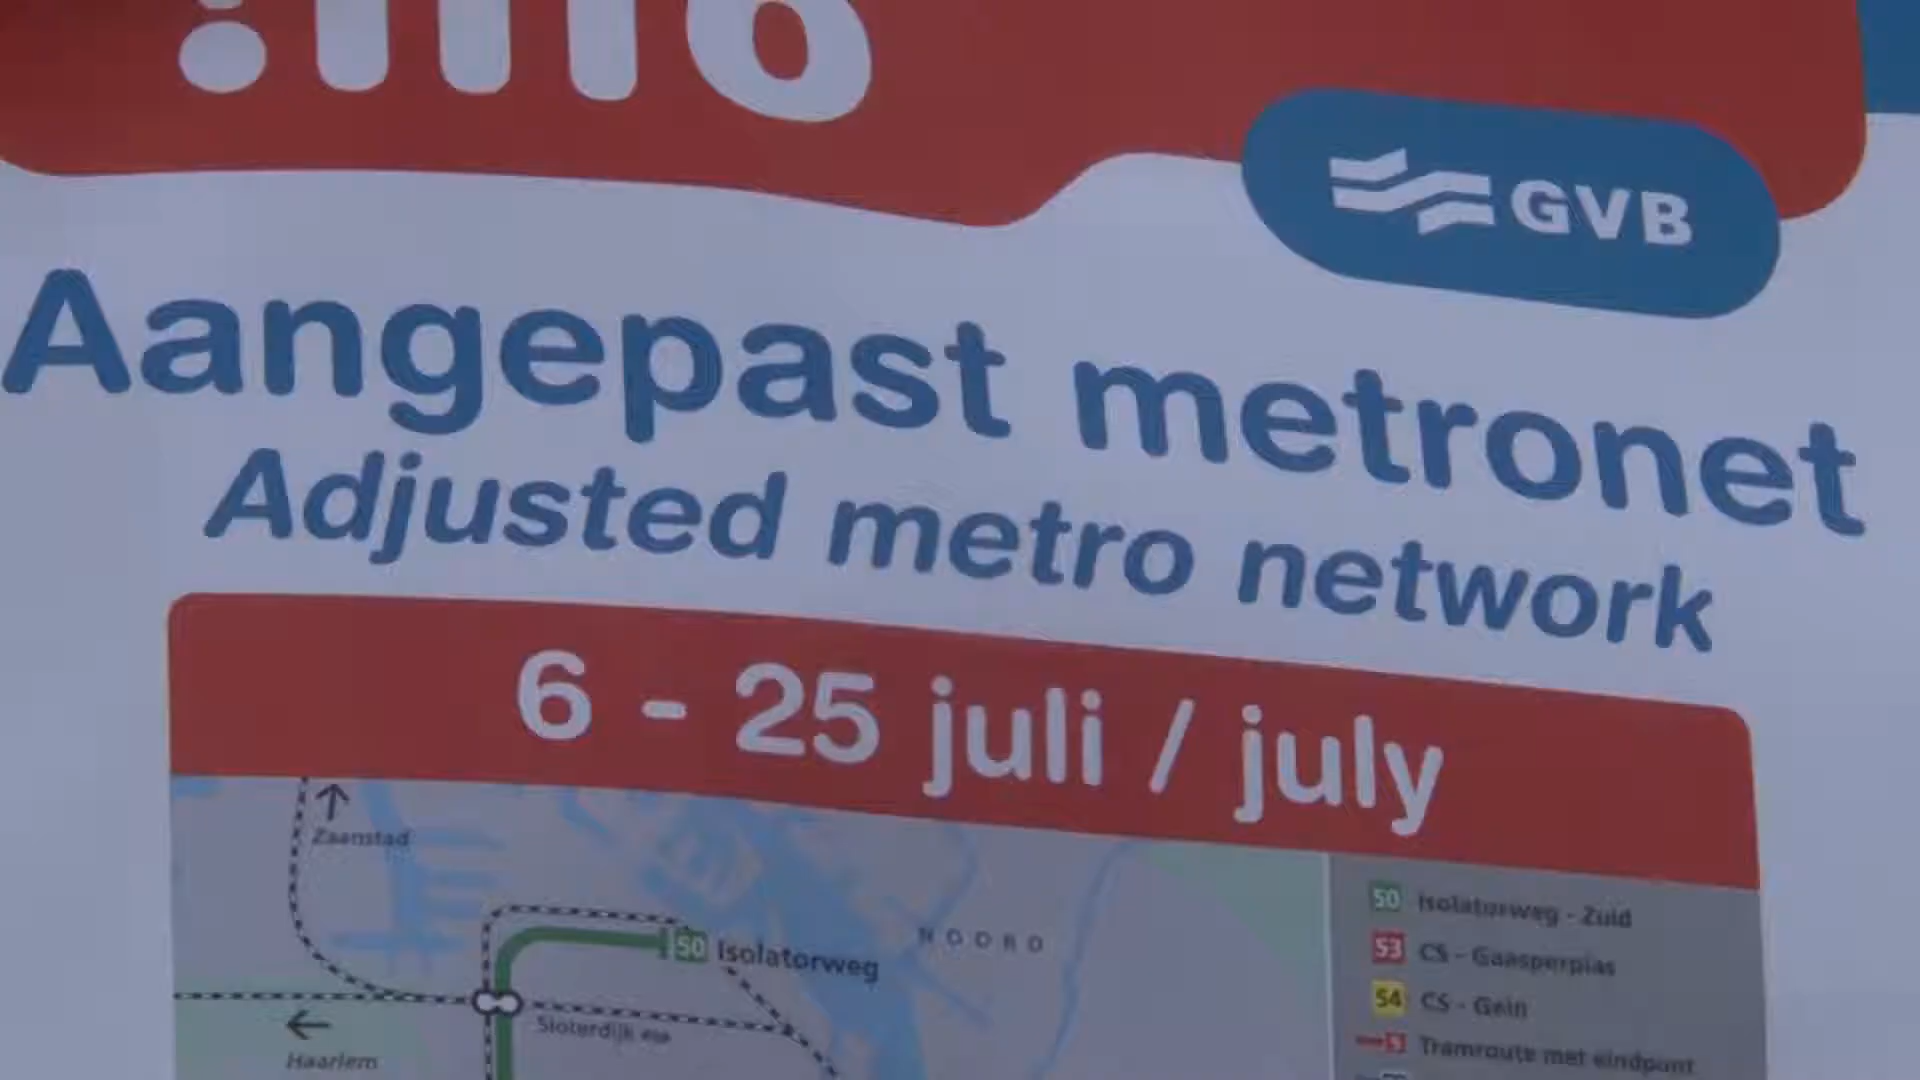 GVB
Aangepast metronet
Adjusted metro network
6 - 25 juli / july
Zaanstad
NOORD
50 Isolatorweg
Sloterdijk
Haarlem
50 Isolatorweg - Zuid
53 CS - Gaasperplas
54 CS - Gein
Tramroute met eindpunt